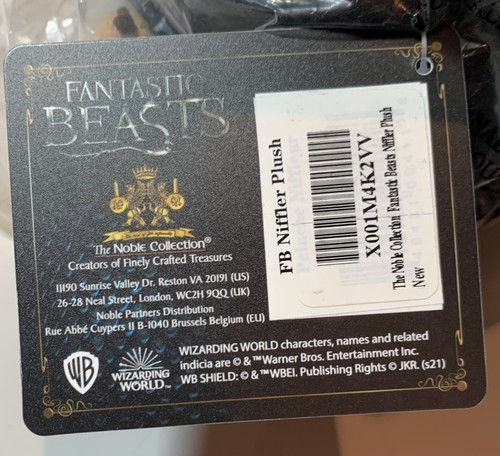 FANTASTIC
BEASTS
The NOBLE COLLECTION®
Creators of Finely Crafted Treasures
11190 Sunrise Valley Dr. Reston VA 20191 (US)
26-28 Neal Street, London, WC2H 9QQ (UK)
Noble Partners Distribution
Rue Abbé Cuypers 11 B-1040 Brussels Belgium (EU)
WB
WIZARDING
WORLD™
WIZARDING WORLD characters, names and related
indicia are © & ™Warner Bros. Entertainment Inc.
WB SHIELD: © & ™WBEI. Publishing Rights © JKR. (s21)
FB Niffler Plush
X001M4K2VV
The Noble Collection Fantastic Beasts Niffler Plush
New